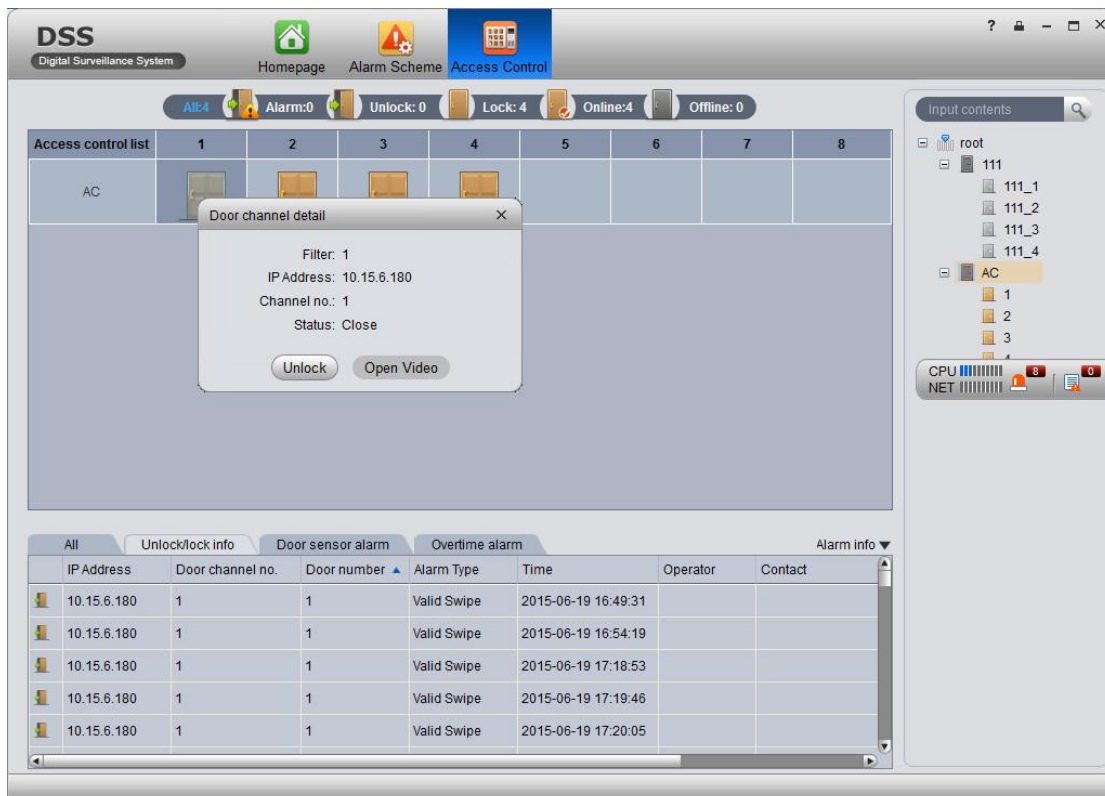 DSS
Digital Surveillance System
Homepage
Alarm Scheme
Access Control
?
All:4
Alarm:0
Unlock: 0
Lock: 4
Online:4
Offline: 0
Access control list 1 2 3 4 5 6 7 8
AC
Door channel detail
Filter: 1
IP Address: 10.15.6.180
Channel no.: 1
Status: Close
Unlock
Open Video
Input contents
root
111
111_1
111_2
111_3
111_4
AC
1
2
3
CPU
8
0
NET
All
Unlock/lock info
Door sensor alarm
Overtime alarm
Alarm info
IP Address Door channel no. Door number Alarm Type Time Operator Contact
10.15.6.180 1 1 Valid Swipe 2015-06-19 16:49:31
10.15.6.180 1 1 Valid Swipe 2015-06-19 16:54:19
10.15.6.180 1 1 Valid Swipe 2015-06-19 17:18:53
10.15.6.180 1 1 Valid Swipe 2015-06-19 17:19:46
10.15.6.180 1 1 Valid Swipe 2015-06-19 17:20:05